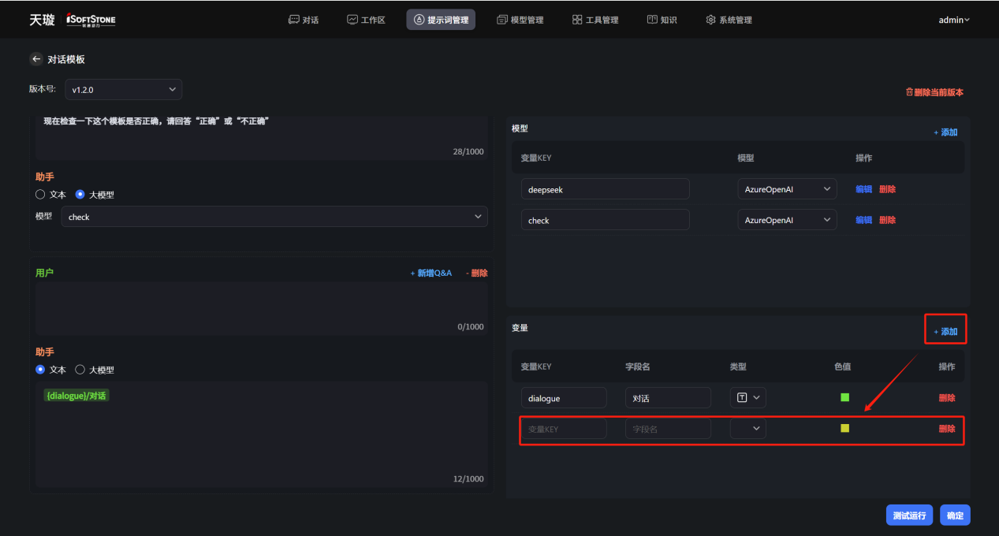 天璇 iSOFTSTONE 软通动力 对话 工作区 提示词管理 模型管理 工具管理 知识 系统管理 admin
对话模板
版本号: v1.2.0 删除当前版本
现在检查一下这个模板是否正确，请回答“正确”或“不正确”
28/1000
助手
文本 大模型
模型 check
用户 + 新增Q&A - 删除
0/1000
助手
文本 大模型
{dialogue}/对话
12/1000
模型 + 添加
变量KEY 模型 操作
deepseek AzureOpenAI 编辑 删除
check AzureOpenAI 编辑 删除
变量 + 添加
变量KEY 字段名 类型 色值 操作
dialogue 对话 T 删除
变量KEY 字段名 删除
测试运行 确定